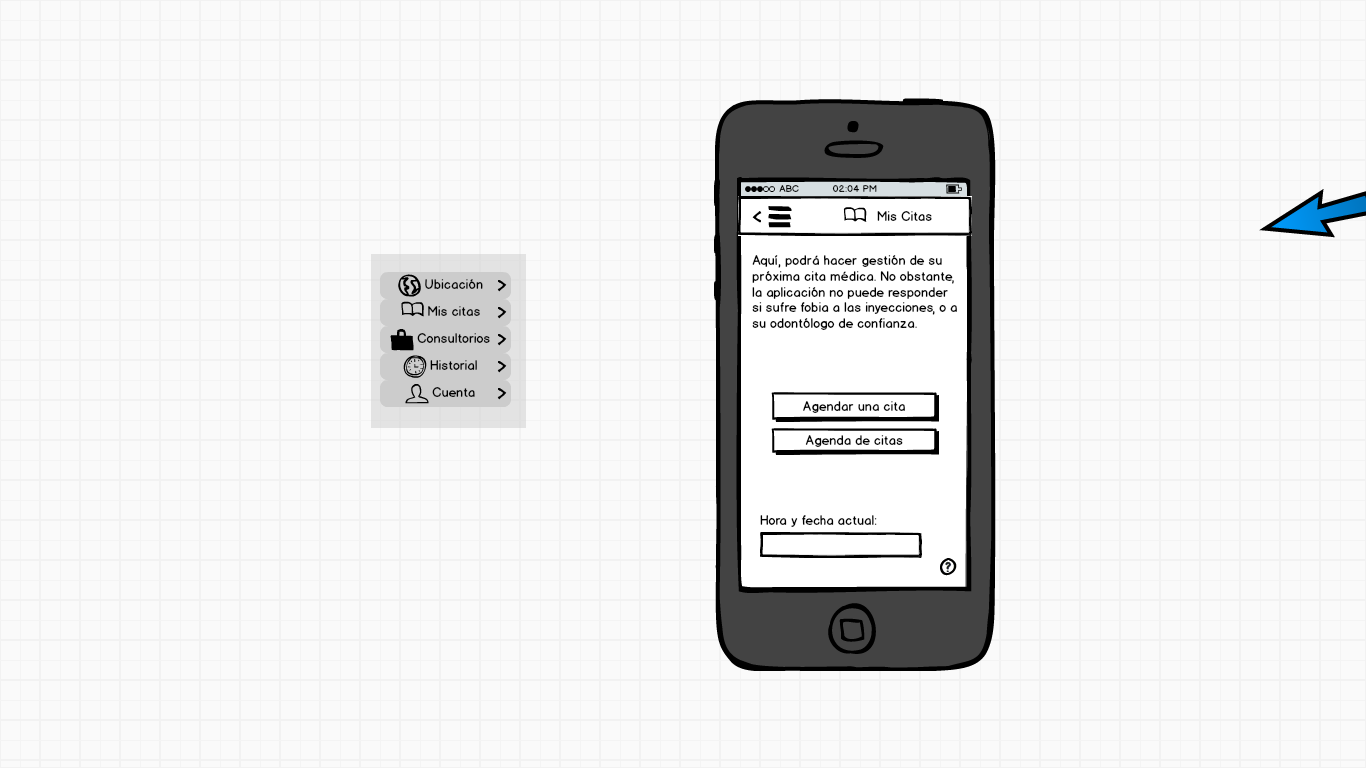 Ubicación
Mis citas
Consultorios
Historial
Cuenta
ABC 02:04 PM
Mis Citas
Aquí, podrá hacer gestión de su
próxima cita médica. No obstante,
la aplicación no puede responder
si sufre fobia a las inyecciones, o a
su odontólogo de confianza.
Agendar una cita
Agenda de citas
Hora y fecha actual:
?